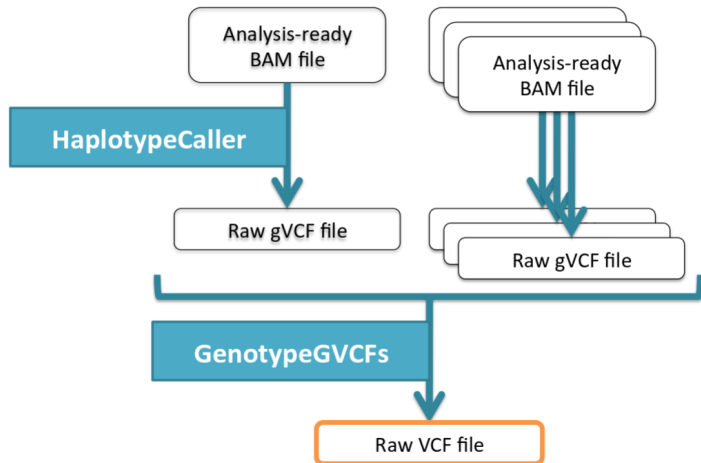 Analysis-ready
BAM file
Analysis-ready
BAM file
HaplotypeCaller
Raw gVCF file
Raw gVCF file
GenotypeGVCFs
Raw VCF file